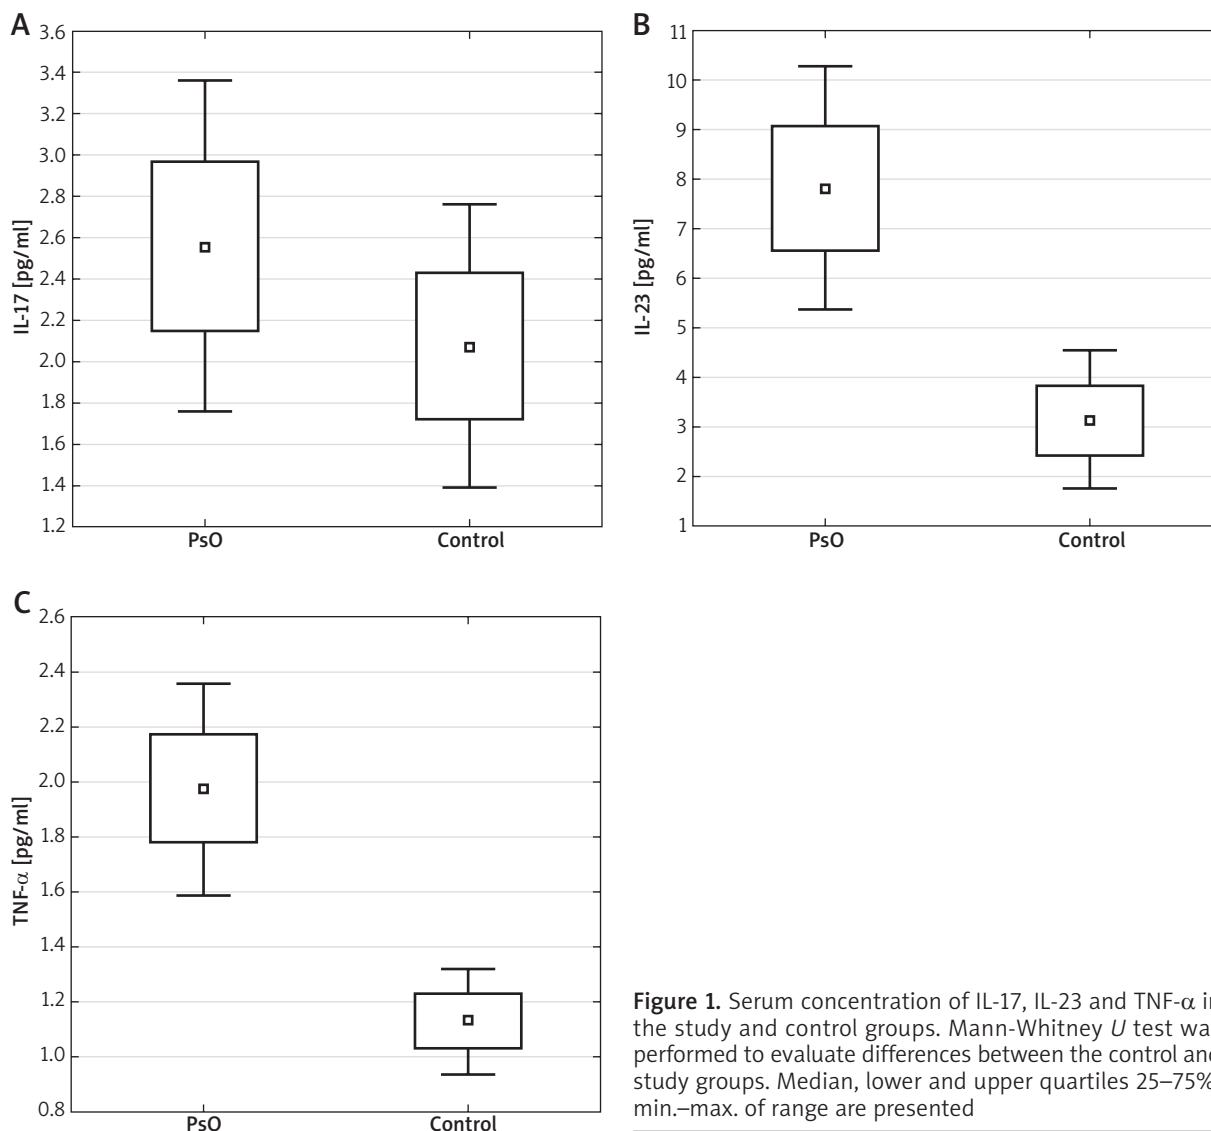 A
IL-17 [pg/ml]
3.6
3.4
3.2
3.0
2.8
2.6
2.4
2.2
2.0
1.8
1.6
1.4
1.2
PsO Control
B
IL-23 [pg/ml]
11
10
9
8
7
6
5
4
3
2
1
PsO Control
C
TNF-α [pg/ml]
2.6
2.4
2.2
2.0
1.8
1.6
1.4
1.2
1.0
0.8
PsO Control
Figure 1. Serum concentration of IL-17, IL-23 and TNF-α in
the study and control groups. Mann-Whitney U test wa
performed to evaluate differences between the control and
study groups. Median, lower and upper quartiles 25–75%
min.–max. of range are presented